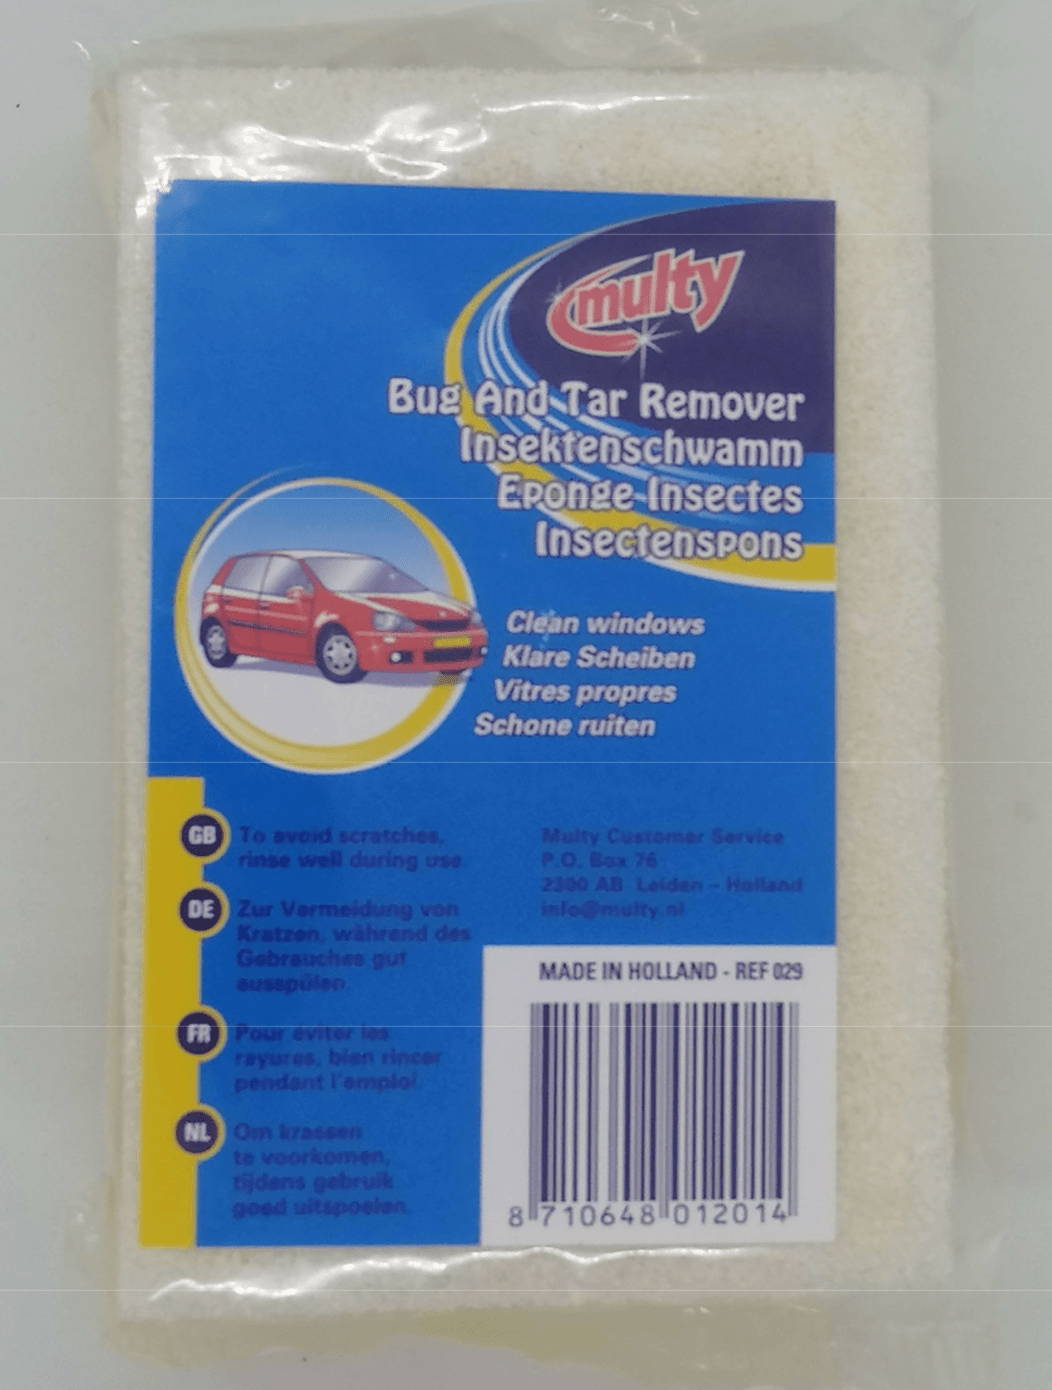 multy
Bug And Tar Remover
Insektenschwamm
Eponge Insectes
Insectenspons
Clean windows
Klare Scheiben
Vitres propres
Schone ruiten
GB
To avoid scratches,
rinse well during use.
DE
Zur Vermeidung von
Kratzen, während des
Gebrauches gut
ausspülen.
FR
Pour éviter les
rayures, bien rincer
pendant l'emploi.
NL
Om krassen
te voorkomen,
tijdens gebruik
goed uitspoelen.
Multy Customer Service
P.O. Box 76
2300 AB Leiden - Holland
info@multy.nl
MADE IN HOLLAND - REF 029
8 710648 012014